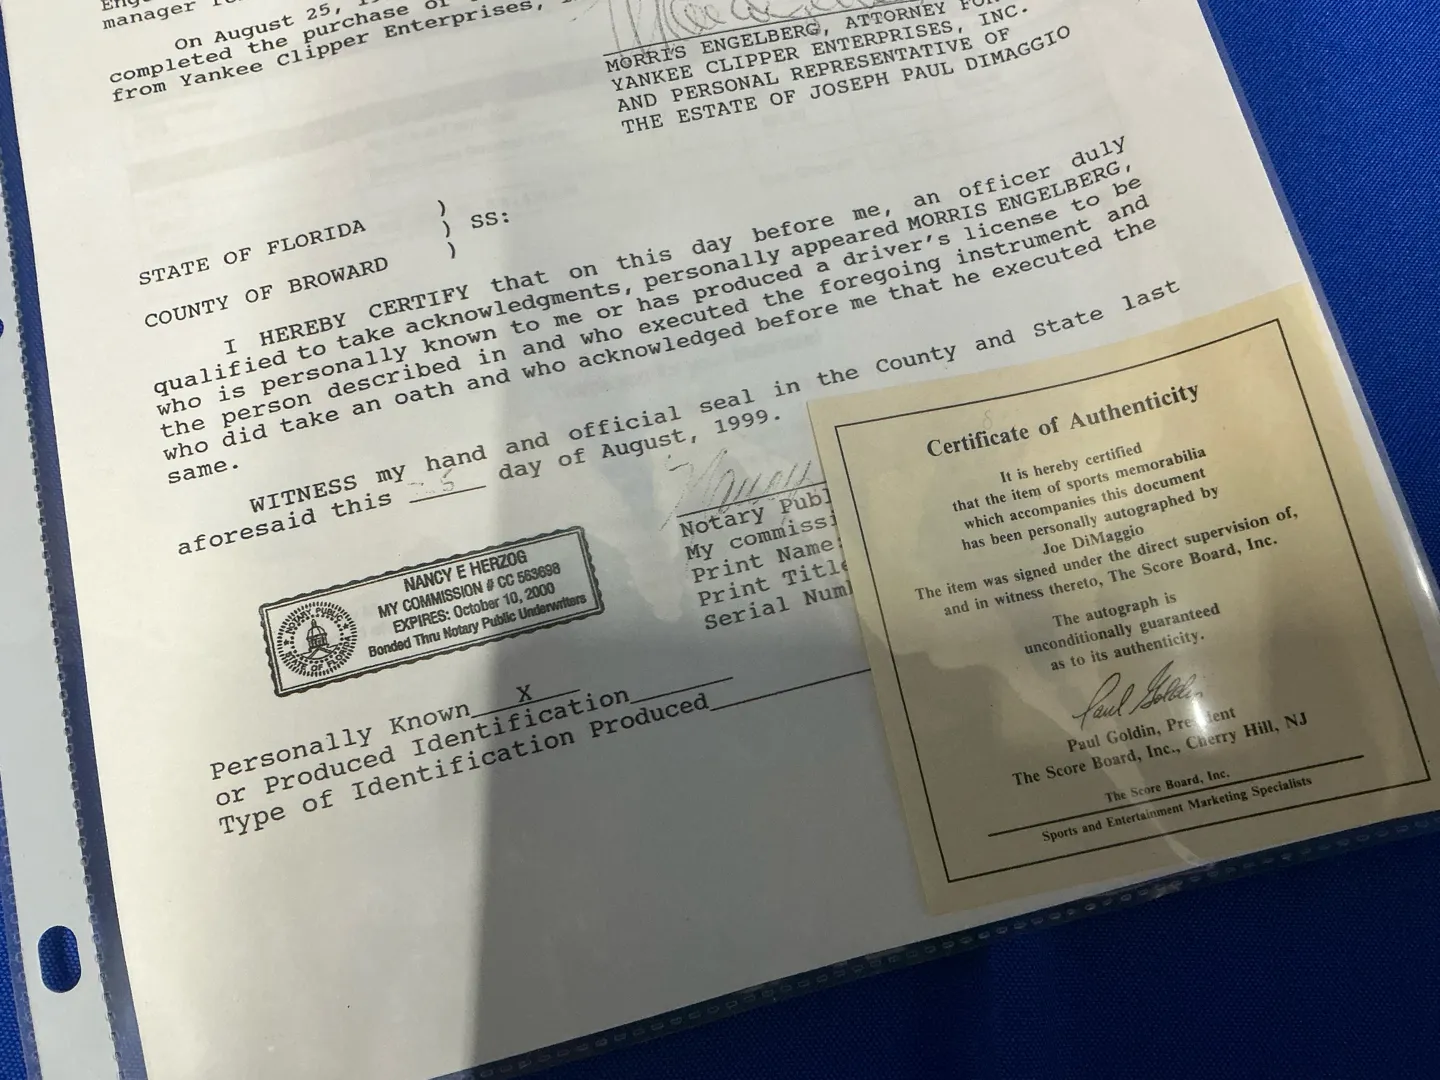 manager
On August 25,
completed the purchase of
from Yankee Clipper Enterprises,
MORRIS ENGELBERG, ATTORNEY FOR
YANKEE CLIPPER ENTERPRISES, INC.
AND PERSONAL REPRESENTATIVE OF
THE ESTATE OF JOSEPH PAUL DIMAGGIO
STATE OF FLORIDA )
) SS:
COUNTY OF BROWARD )
I HEREBY CERTIFY that on this day before me, an officer duly
qualified to take acknowledgments, personally appeared MORRIS ENGELBERG,
who is personally known to me or has produced a driver's license to be
the person described in and who executed the foregoing instrument and
who did take an oath and who acknowledged before me that he executed the
same.
WITNESS my hand and official seal in the County and State last
aforesaid this day of August, 1999.
Notary Publ
My commissi
Print Name:
Print Title
Serial Num
NANCY E HERZOG
MY COMMISSION # CC 563698
EXPIRES: October 10, 2000
Bonded Thru Notary Public Underwriters
NOTARY PUBLIC
STATE OF FLORIDA
Personally Known X
or Produced Identification
Type of Identification Produced
Certificate of Authenticity
It is hereby certified
that the item of sports memorabilia
which accompanies this document
has been personally autographed by
Joe DiMaggio
The item was signed under the direct supervision of,
and in witness thereto, The Score Board, Inc.
The autograph is
unconditionally guaranteed
as to its authenticity.
Paul Goldin
Paul Goldin, President
The Score Board, Inc., Cherry Hill, NJ
The Score Board, Inc.
Sports and Entertainment Marketing Specialists